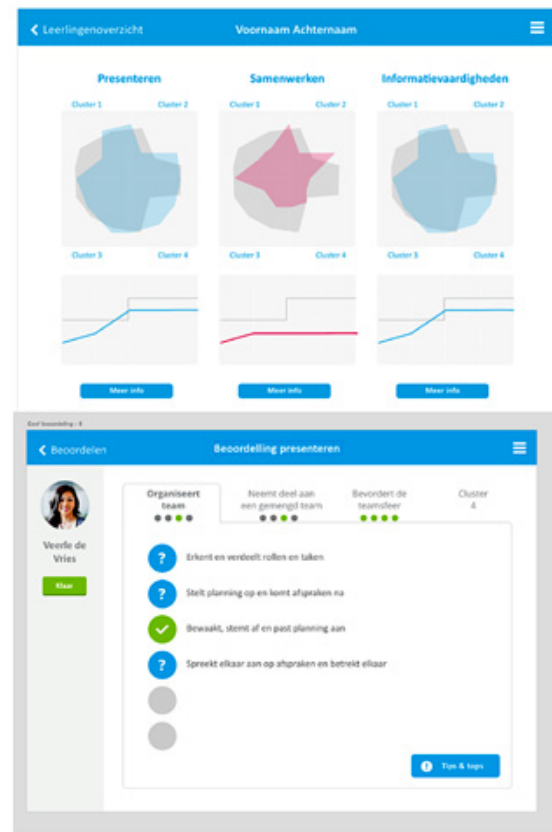 Leerlingenoverzicht
Voornaam Achternaam
Presenteren
Samenwerken
Informatievaardigheden
Cluster 1
Cluster 2
Cluster 1
Cluster 2
Cluster 1
Cluster 2
Cluster 3
Cluster 4
Cluster 3
Cluster 4
Cluster 3
Cluster 4
Meer info
Meer info
Meer info
Geef beoordeling - 8
Beoordelen
Beoordelling presenteren
Veerle de
Vries
Klaar
Organiseert
team
Neemt deel aan
een gemengd team
Bevordert de
teamsfeer
Cluster
4
? Erkent en verdeelt rollen en taken
? Stelt planning op en komt afspraken na
Bewaakt, stemt af en past planning aan
? Spreekt elkaar aan op afspraken en betrekt elkaar
! Tips & tops